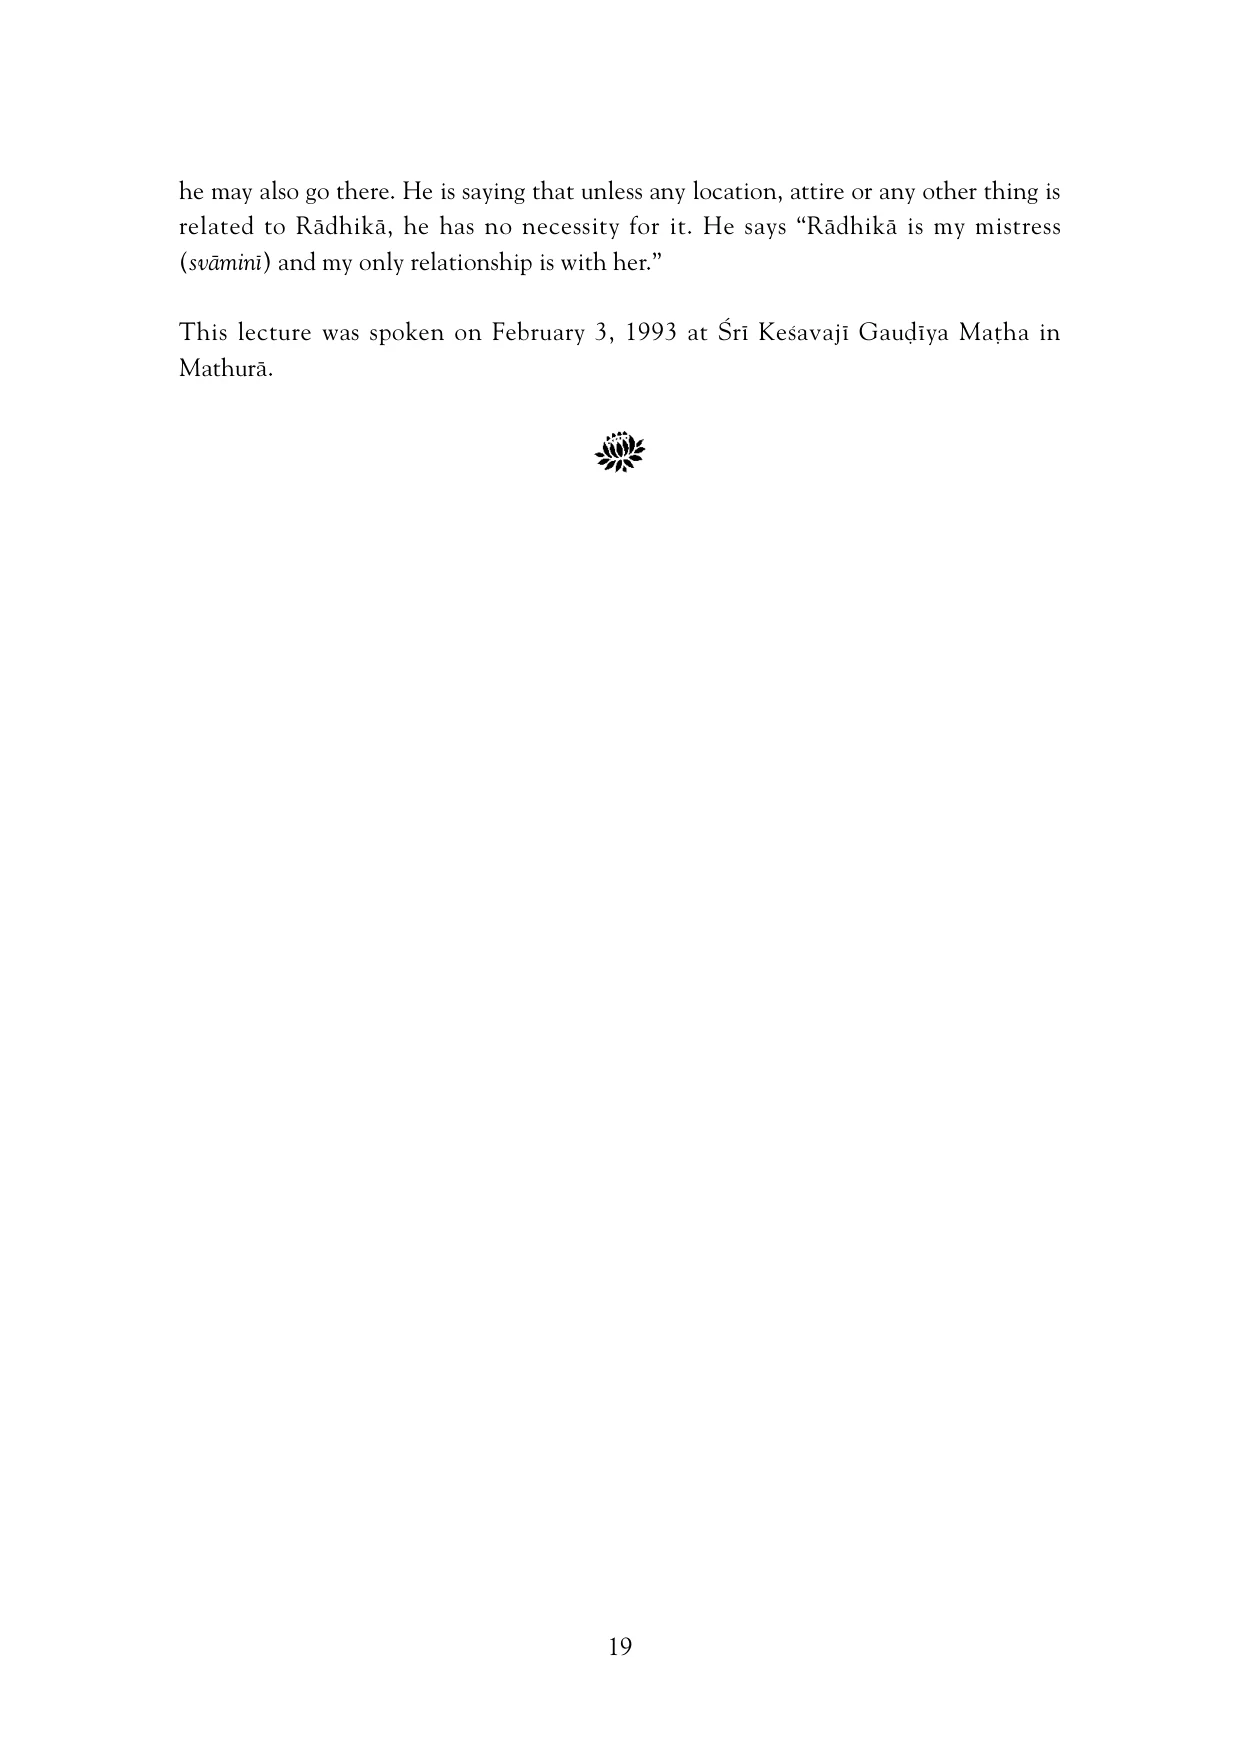 he may also go there. He is saying that unless any location, attire or any other thing is
related to Rādhikā, he has no necessity for it. He says “Rādhikā is my mistress
(svāminī) and my only relationship is with her.”
This lecture was spoken on February 3, 1993 at Śrī Keśavajī Gauḍīya Maṭha in
Mathurā.
19